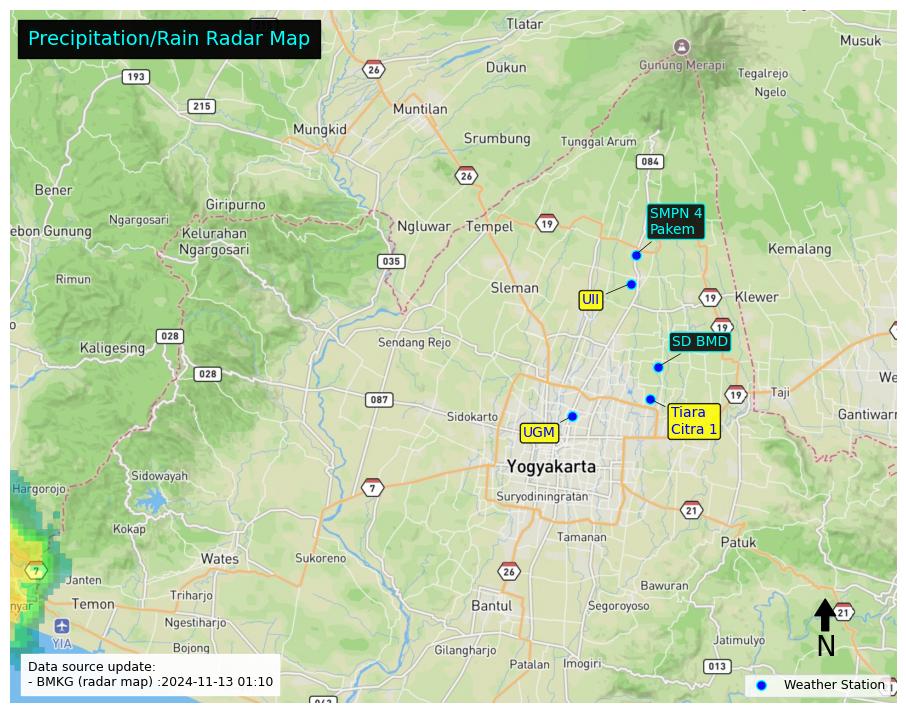 Precipitation/Rain Radar Map
Tlatar
Musuk
Gunung Merapi
26
193
Dukun
Tegalrejo
Ngelo
215
Muntilan
Mungkid
Srumbung
Tunggal Arum
084
26
Bener
Giripurno
Ngargosari
ebon Gunung
Kelurahan
Ngargosari
Ngluwar
Tempel
19
SMPN 4
Pakem
Kemalang
035
Rimun
Sleman
UII
19
Klewer
19
028
Kaligesing
Sendang Rejo
SD BMD
028
We
087
19
Taji
Sidokarto
UGM
Tiara
Citra 1
Gantiwarn
Yogyakarta
Sidowayah
Hargorojo
7
Suryodiningratan
21
Kokap
Tamanan
Patuk
Wates
Sukoreno
7
Janten
26
Bawuran
nyar
Temon
Triharjo
Bantul
Segoroyoso
21
YIA
Ngestiharjo
N
Bojong
Gilangharjo
Jatimulyo
Patalan
Imogiri
013
Data source update:
- BMKG (radar map) :2024-11-13 01:10
Weather Station